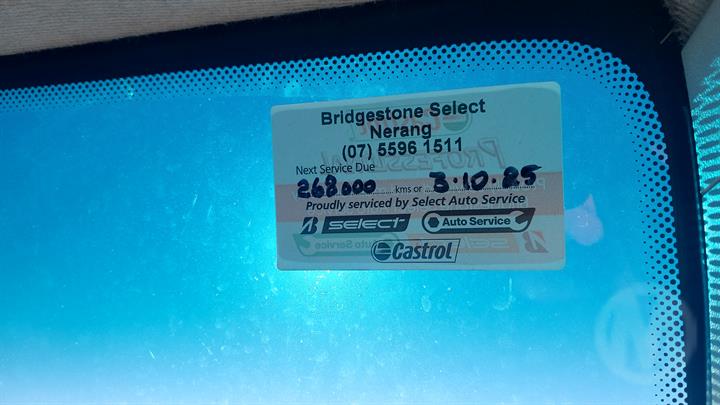 Bridgestone Select
Nerang
(07) 5596 1511
Next Service Due
268000 kms or 3.10.25
Proudly serviced by Select Auto Service
select Auto Service
Castrol